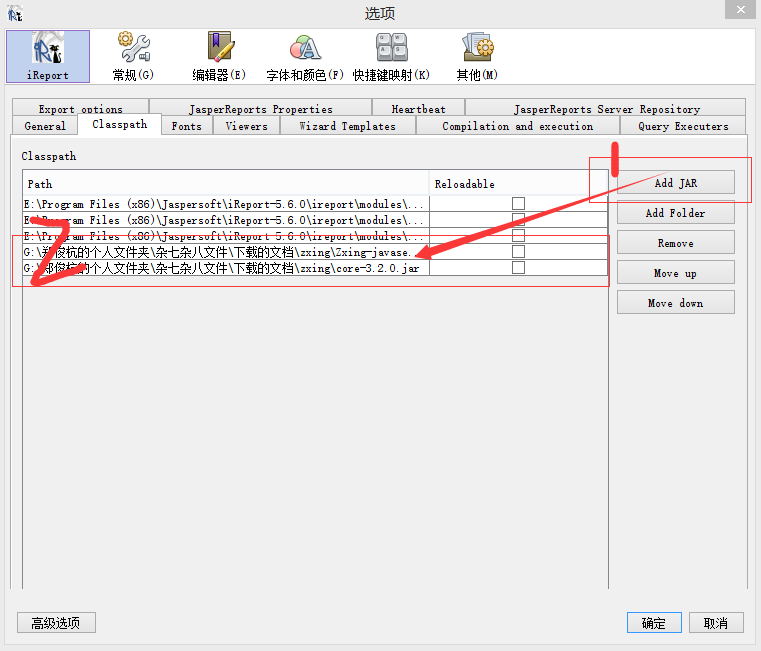 选项
iReport 常规(G) 编辑器(E) 字体和颜色(F) 快捷键映射(K) 其他(M)
Export options JasperReports Properties Heartbeat JasperReports Server Repository
General Classpath Fonts Viewers Wizard Templates Compilation and execution Query Executers
Classpath
Path Reloadable
E:\Program Files (x86)\Jaspersoft\iReport-5.6.0\ireport\modules\...
E:\Program Files (x86)\Jaspersoft\iReport-5.6.0\ireport\modules\...
E:\Program Files (x86)\Jaspersoft\iReport-5.6.0\ireport\modules\...
G:\郑俊杭的个人文件夹\杂七杂八文件\下载的文档\zxing\Zxing-javase.
G:\郑俊杭的个人文件夹\杂七杂八文件\下载的文档\zxing\core-3.2.0.jar
1
2
Add JAR
Add Folder
Remove
Move up
Move down
高级选项 确定 取消